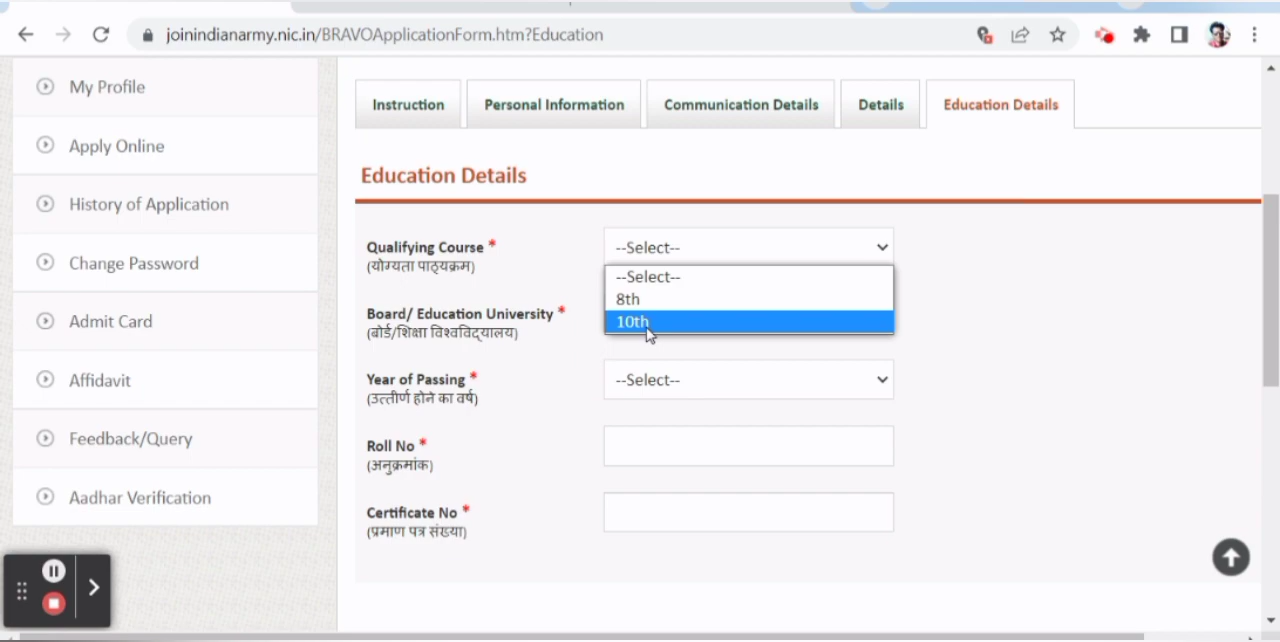 joinindianarmy.nic.in/BRAVOApplicationForm.htm?Education
My Profile
Apply Online
History of Application
Change Password
Admit Card
Affidavit
Feedback/Query
Aadhar Verification
Instruction
Personal Information
Communication Details
Details
Education Details
Education Details
Qualifying Course *
(योग्यता पाठ्यक्रम)
--Select--
--Select--
8th
10th
Board/ Education University *
(बोर्ड/शिक्षा विश्वविद्यालय)
Year of Passing *
(उत्तीर्ण होने का वर्ष)
--Select--
Roll No *
(अनुक्रमांक)
Certificate No *
(प्रमाण पत्र संख्या)